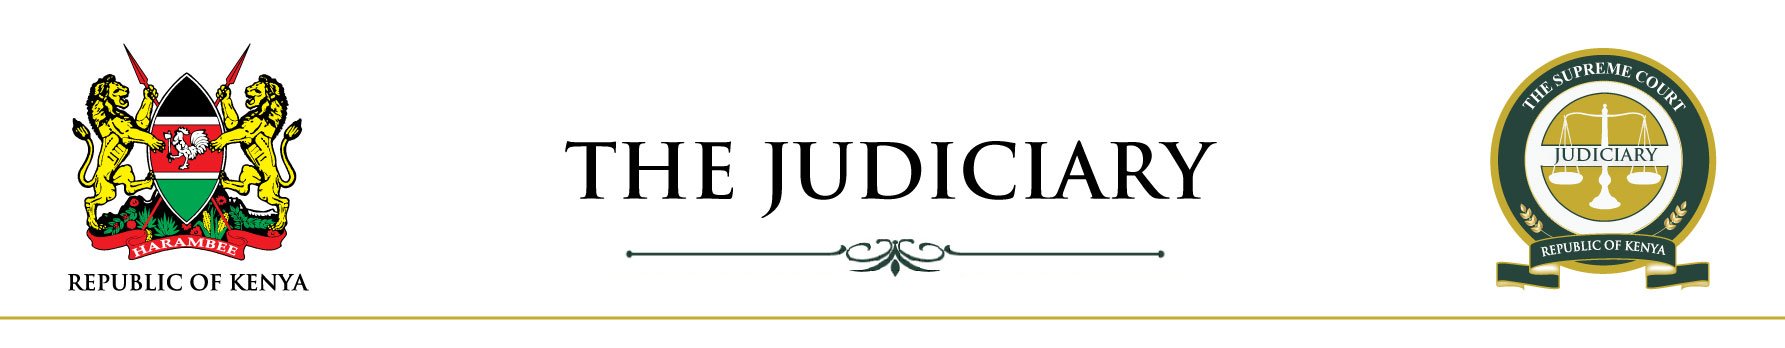 HARAMBEE
REPUBLIC OF KENYA
THE JUDICIARY
THE SUPREME COURT
JUDICIARY
REPUBLIC OF KENYA